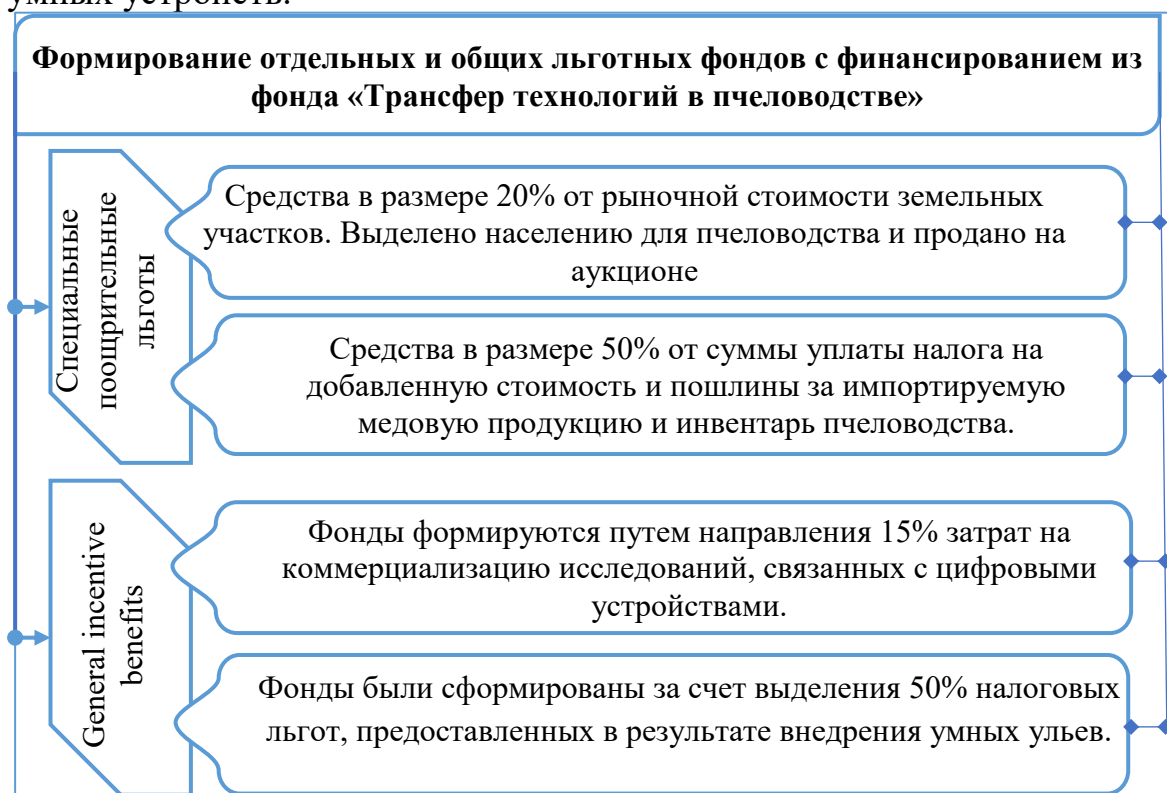 умных устройств.
Формирование отдельных и общих льготных фондов с финансированием из
фонда «Трансфер технологий в пчеловодстве»
Специальные
поощрительные
льготы
Средства в размере 20% от рыночной стоимости земельных
участков. Выделено населению для пчеловодства и продано на
аукционе
Средства в размере 50% от суммы уплаты налога на
добавленную стоимость и пошлины за импортируемую
медовую продукцию и инвентарь пчеловодства.
General incentive
benefits
Фонды формируются путем направления 15% затрат на
коммерциализацию исследований, связанных с цифровыми
устройствами.
Фонды были сформированы за счет выделения 50% налоговых
льгот, предоставленных в результате внедрения умных ульев.